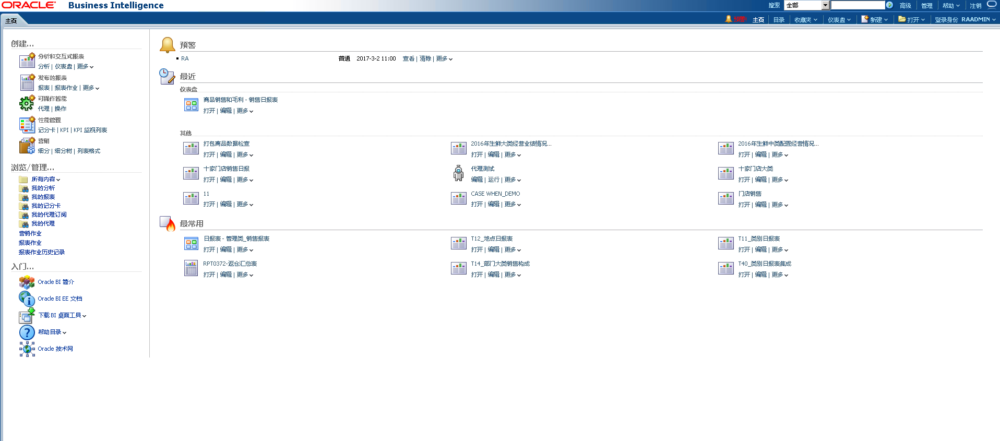 ORACLE Business Intelligence 搜索 全部 高级 管理 帮助 注销
主页 预警! 主页 目录 收藏夹 仪表盘 新建 打开 登录身份 RAADMIN
创建...
分析和交互式报表
分析 | 仪表盘 | 更多
发布的报表
报表 | 报表作业 | 更多
可操作智能
代理 | 操作
性能管理
记分卡 | KPI | KPI 监视列表
营销
细分 | 细分树 | 列表格式
浏览/管理...
所有内容
我的分析
我的报表
我的记分卡
我的代理订阅
我的代理
营销作业
报表作业
报表作业历史记录
入门...
Oracle BI 简介
Oracle BI EE 文档
下载 BI 桌面工具
帮助目录
Oracle 技术网
预警
RA 普通 2017-3-2 11:00 查看 | 清除 | 更多
最近
仪表盘
商品销售和毛利 - 销售日报表
打开 | 编辑 | 更多
其他
打包商品数据检查 2016年生鲜大类经营业绩情况... 2016年生鲜中类配置经营情况...
打开 | 编辑 | 更多 打开 | 编辑 | 更多 打开 | 编辑 | 更多
十家门店销售日报 代理测试 十家门店大类
打开 | 编辑 | 更多 编辑 | 运行 | 更多 打开 | 编辑 | 更多
11 CASE WHEN_DEMO 门店销售
打开 | 编辑 | 更多 打开 | 编辑 | 更多 打开 | 编辑 | 更多
最常用
日报表 - 管理类_销售报表 T12_地点日报表 T11_类别日报表
打开 | 编辑 | 更多 打开 | 编辑 | 更多 打开 | 编辑 | 更多
RPT0372-返仓汇总表 T14_部门大类销售构成 T40_类别日报表集成
打开 | 编辑 | 更多 打开 | 编辑 | 更多 打开 | 编辑 | 更多